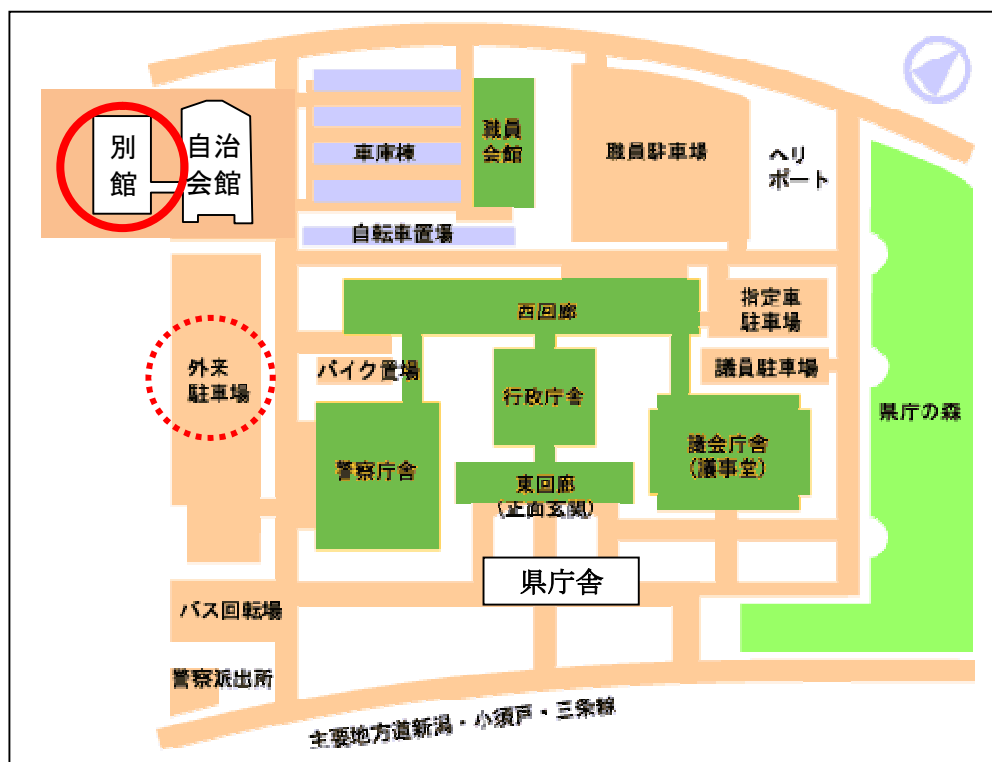 別
館
自治
会館
車庫棟
職員
会館
職員駐車場
ヘリ
ポート
自転車置場
西回廊
指定車
駐車場
外来
駐車場
バイク置場
行政庁舎
議員駐車場
県庁の森
警察庁舎
東回廊
(正面玄関)
議会庁舎
(議事堂)
県庁舎
バス回転場
警察派出所
主要地方道新潟・小須戸・三条線